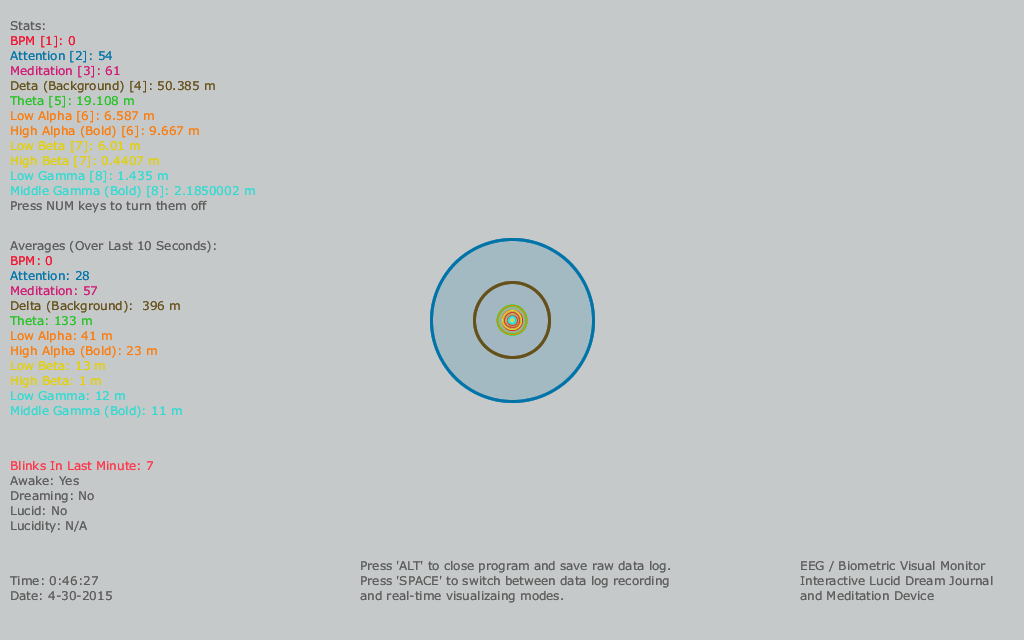 Stats:
BPM [1]: 0
Attention [2]: 54
Meditation [3]: 61
Deta (Background) [4]: 50.385 m
Theta [5]: 19.108 m
Low Alpha [6]: 6.587 m
High Alpha (Bold) [6]: 9.667 m
Low Beta [7]: 6.01 m
High Beta [7]: 0.4407 m
Low Gamma [8]: 1.435 m
Middle Gamma (Bold) [8]: 2.1850002 m
Press NUM keys to turn them off
Averages (Over Last 10 Seconds):
BPM: 0
Attention: 28
Meditation: 57
Delta (Background):  396 m
Theta: 133 m
Low Alpha: 41 m
High Alpha (Bold): 23 m
Low Beta: 13 m
High Beta: 1 m
Low Gamma: 12 m
Middle Gamma (Bold): 11 m
Blinks In Last Minute: 7
Awake: Yes
Dreaming: No
Lucid: No
Lucidity: N/A
Time: 0:46:27
Date: 4-30-2015
Press 'ALT' to close program and save raw data log.
Press 'SPACE' to switch between data log recording
and real-time visualizaing modes.
EEG / Biometric Visual Monitor
Interactive Lucid Dream Journal
and Meditation Device